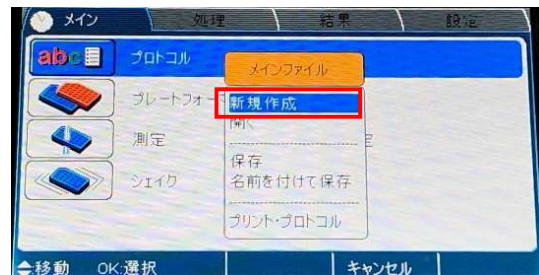 メイン 処理 結果 設定
abc プロトコル
メインファイル
プレートフォー
新規作成
開く
測定 定
保存
シェイク 名前を付けて保存
プリント・プロトコル
移動 OK:選択 キャンセル